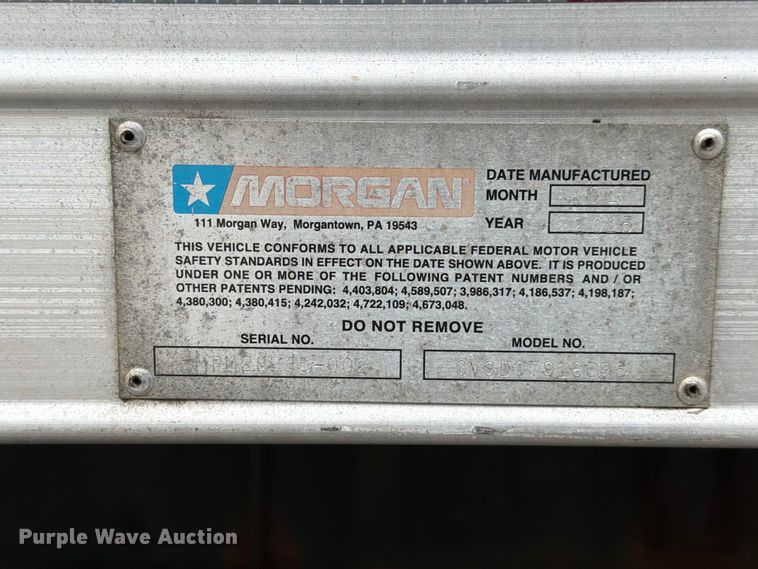 MORGAN®
111 Morgan Way, Morgantown, PA 19543
DATE MANUFACTURED
MONTH
YEAR
THIS VEHICLE CONFORMS TO ALL APPLICABLE FEDERAL MOTOR VEHICLE
SAFETY STANDARDS IN EFFECT ON THE DATE SHOWN ABOVE. IT IS PRODUCED
UNDER ONE OR MORE OF THE FOLLOWING PATENT NUMBERS AND / OR
OTHER PATENTS PENDING: 4,403,804; 4,589,507; 3,986,317; 4,186,537; 4,198,187;
4,380,300; 4,380,415; 4,242,032; 4,722,109; 4,673,048.
DO NOT REMOVE
SERIAL NO.
MODEL NO.
Purple Wave Auction